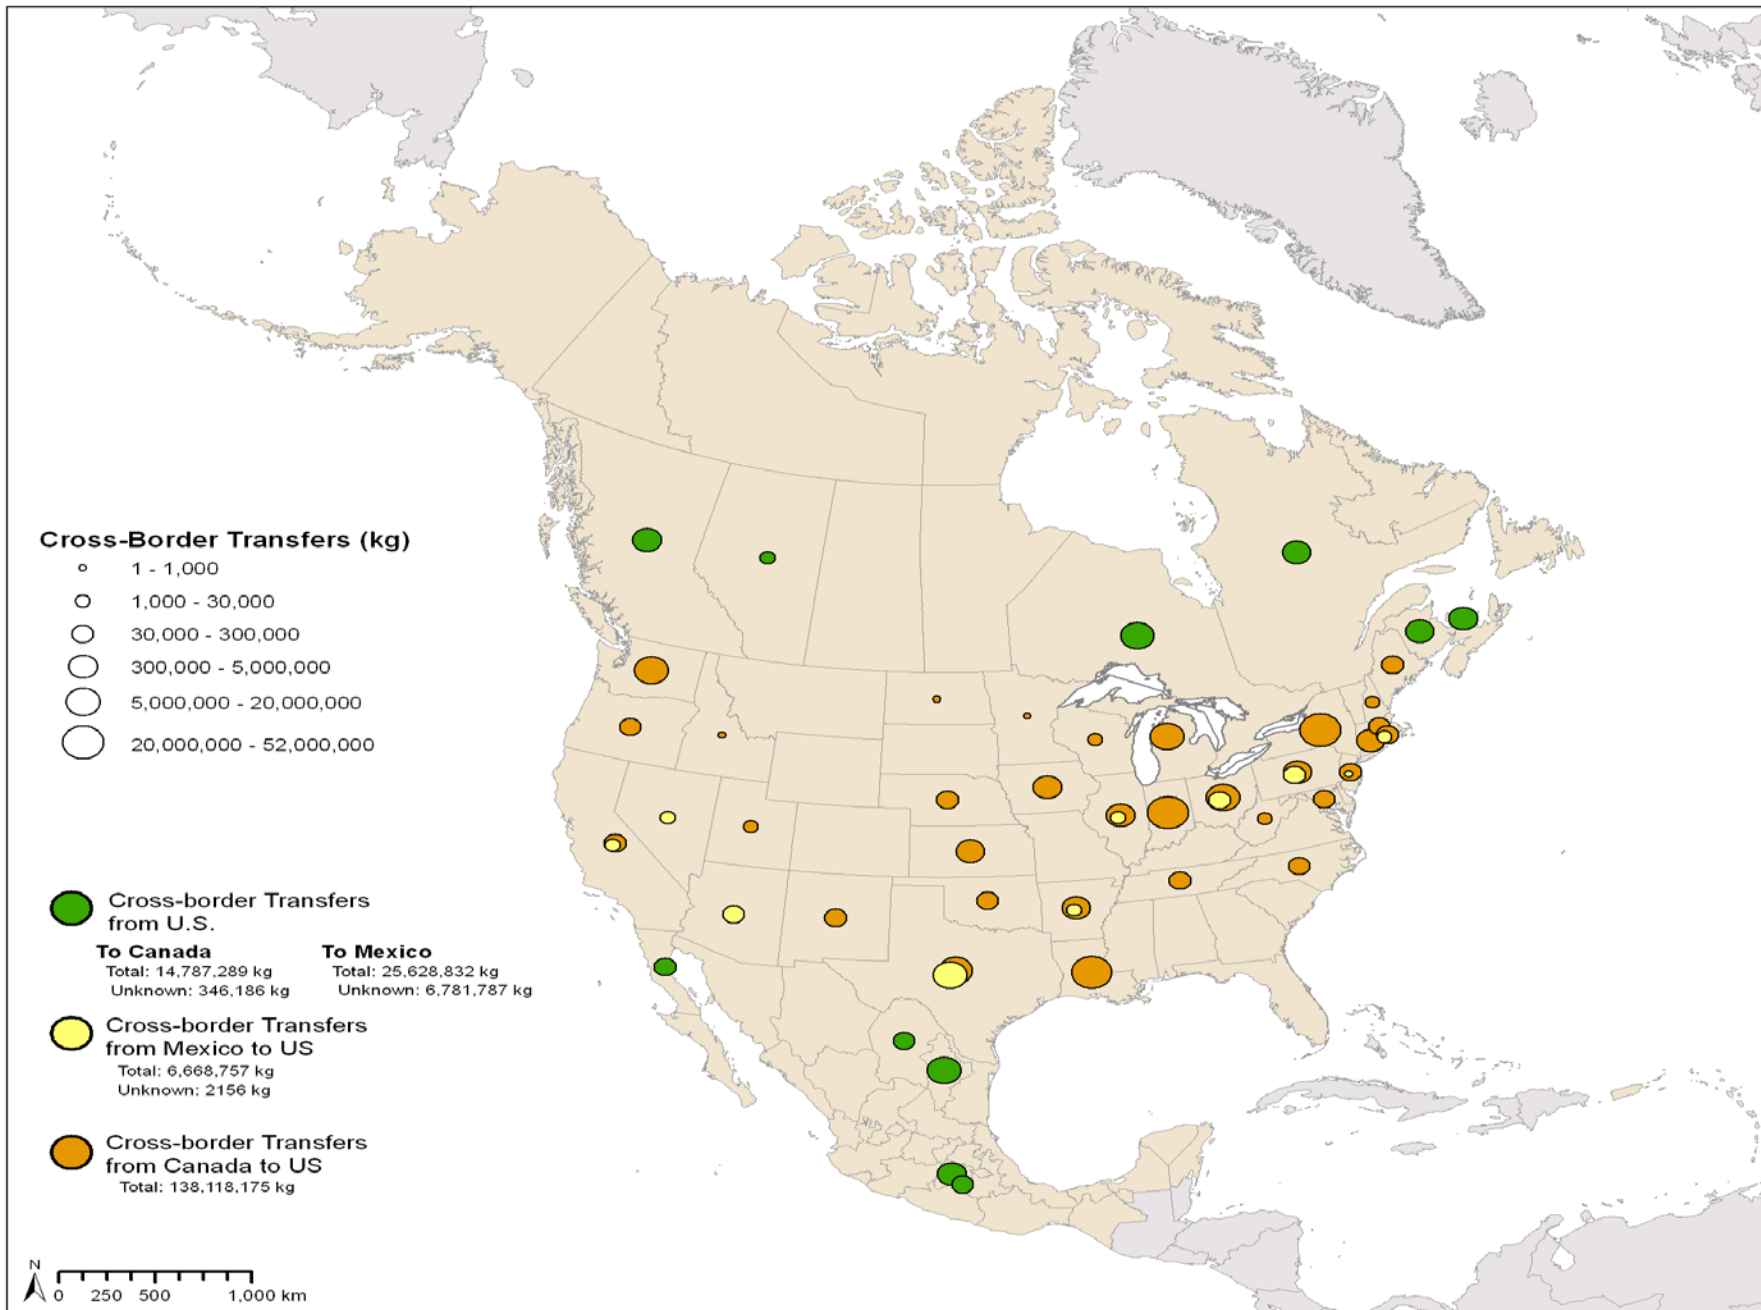 Cross-Border Transfers (kg)
1 - 1,000
1,000 - 30,000
30,000 - 300,000
300,000 - 5,000,000
5,000,000 - 20,000,000
20,000,000 - 52,000,000
Cross-border Transfers
from U.S.
To Canada
Total: 14,787,289 kg
Unknown: 346,186 kg
To Mexico
Total: 25,628,832 kg
Unknown: 6,781,787 kg
Cross-border Transfers
from Mexico to US
Total: 6,668,757 kg
Unknown: 2156 kg
Cross-border Transfers
from Canada to US
Total: 138,118,175 kg
N
0 250 500 1,000 km